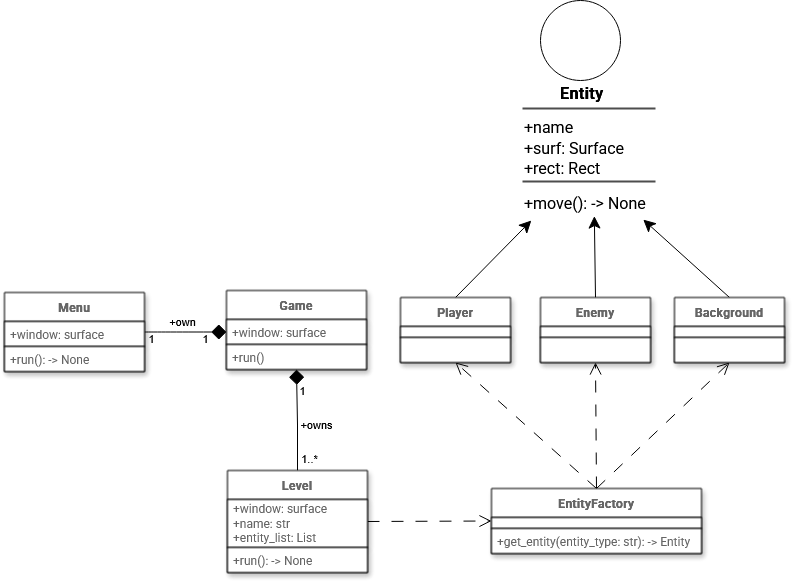 Entity
+name
+surf: Surface
+rect: Rect
+move(): -> None
Menu
+window: surface
+run(): -> None
+own
1
1
Game
+window: surface
+run()
1
+owns
1..*
Player
Enemy
Background
Level
+window: surface
+name: str
+entity_list: List
+run(): -> None
EntityFactory
+get_entity(entity_type: str): -> Entity